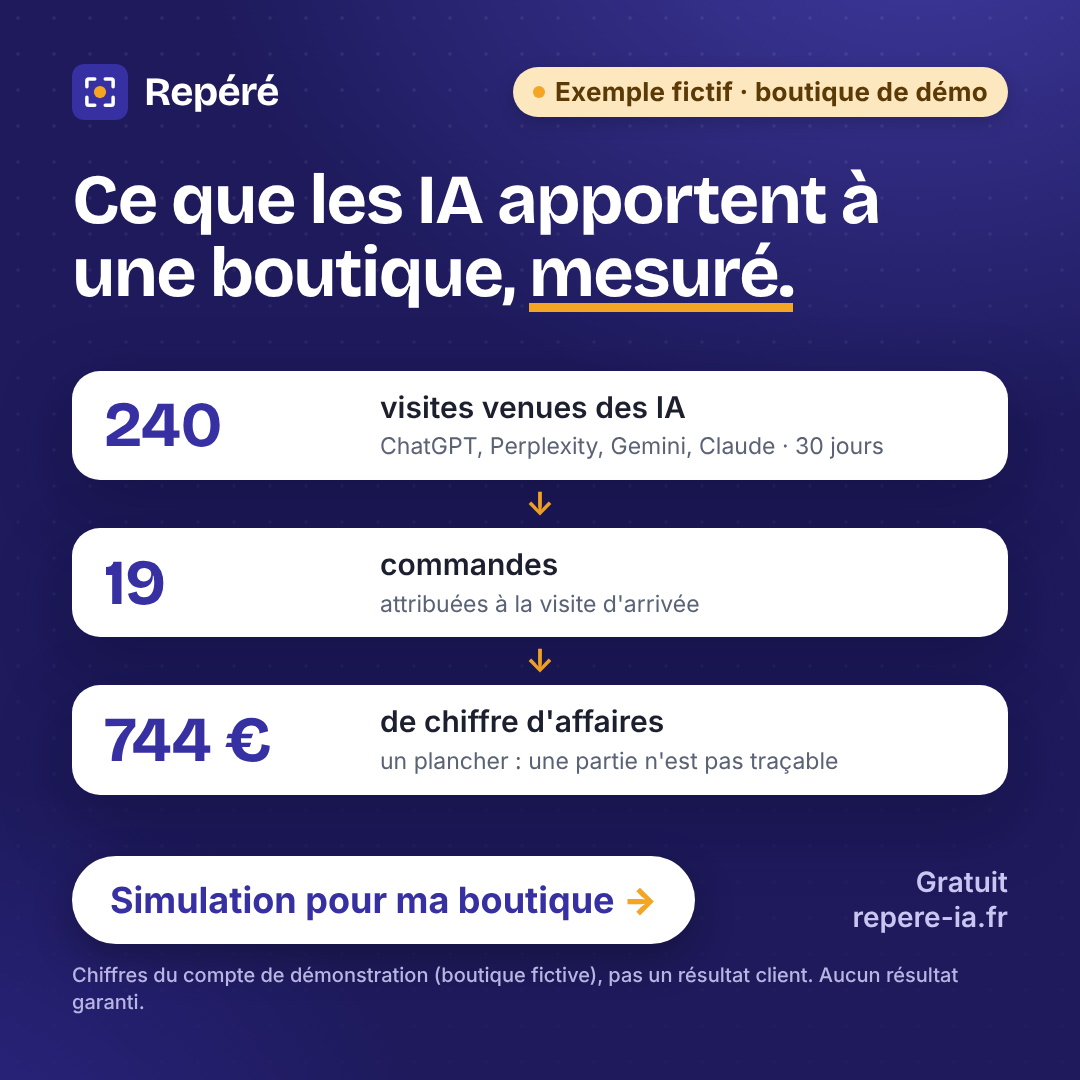 Repéré
Exemple fictif · boutique de démo
Ce que les IA apportent à
une boutique, mesuré.
240
visites venues des IA
ChatGPT, Perplexity, Gemini, Claude · 30 jours
↓
19
commandes
attribuées à la visite d'arrivée
↓
744 €
de chiffre d'affaires
un plancher : une partie n'est pas traçable
Simulation pour ma boutique →
Gratuit
repere-ia.fr
Chiffres du compte de démonstration (boutique fictive), pas un résultat client. Aucun résultat
garanti.